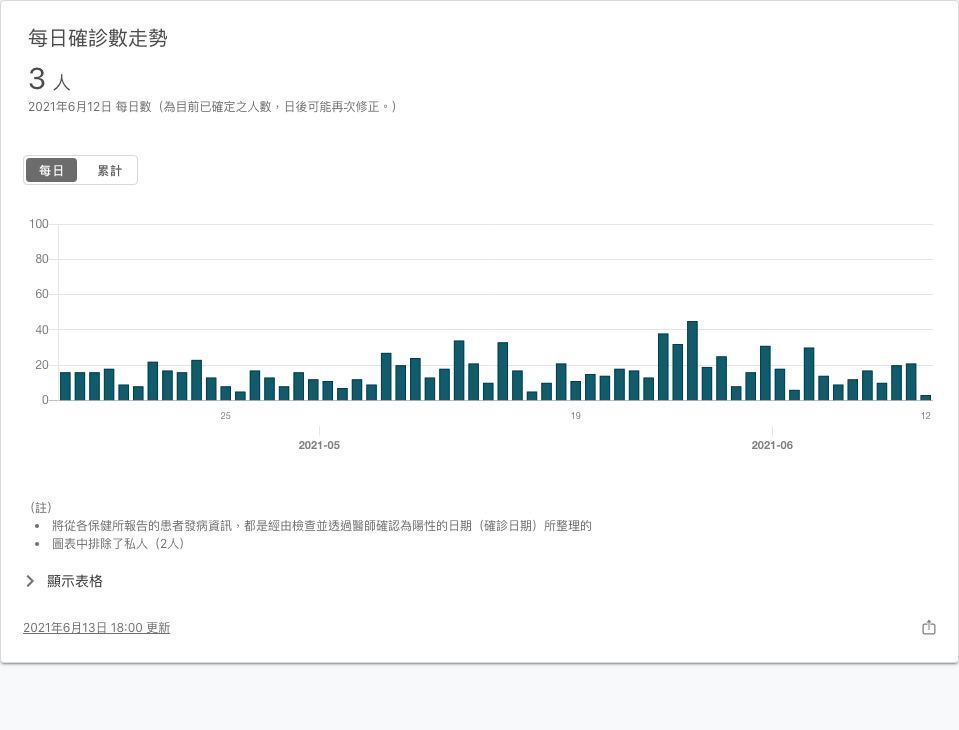 每日確診數走勢
3 人
2021年6月12日 每日數（為目前已確定之人數，日後可能再次修正。）
每日 累計
100
80
60
40
20
0
25 19 12
2021-05 2021-06
（註）
• 將從各保健所報告的患者發病資訊，都是經由檢查並透過醫師確認為陽性的日期（確診日期）所整理的
• 圖表中排除了私人（2人）
顯示表格
2021年6月13日 18:00 更新